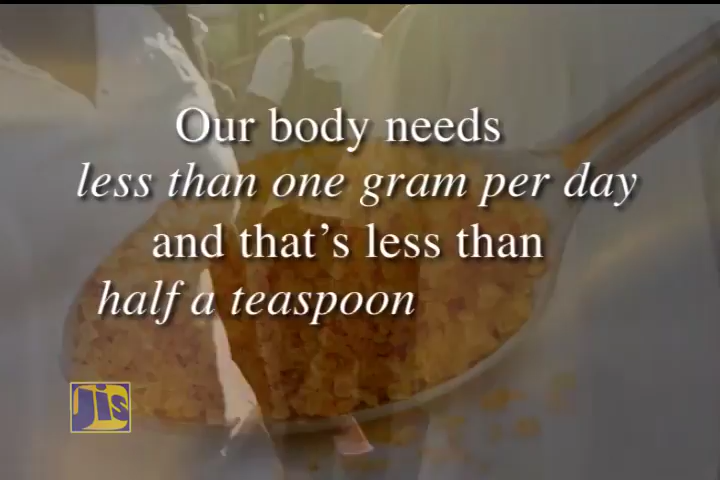 Our body needs
less than one gram per day
and that's less than
half a teaspoon
Jis